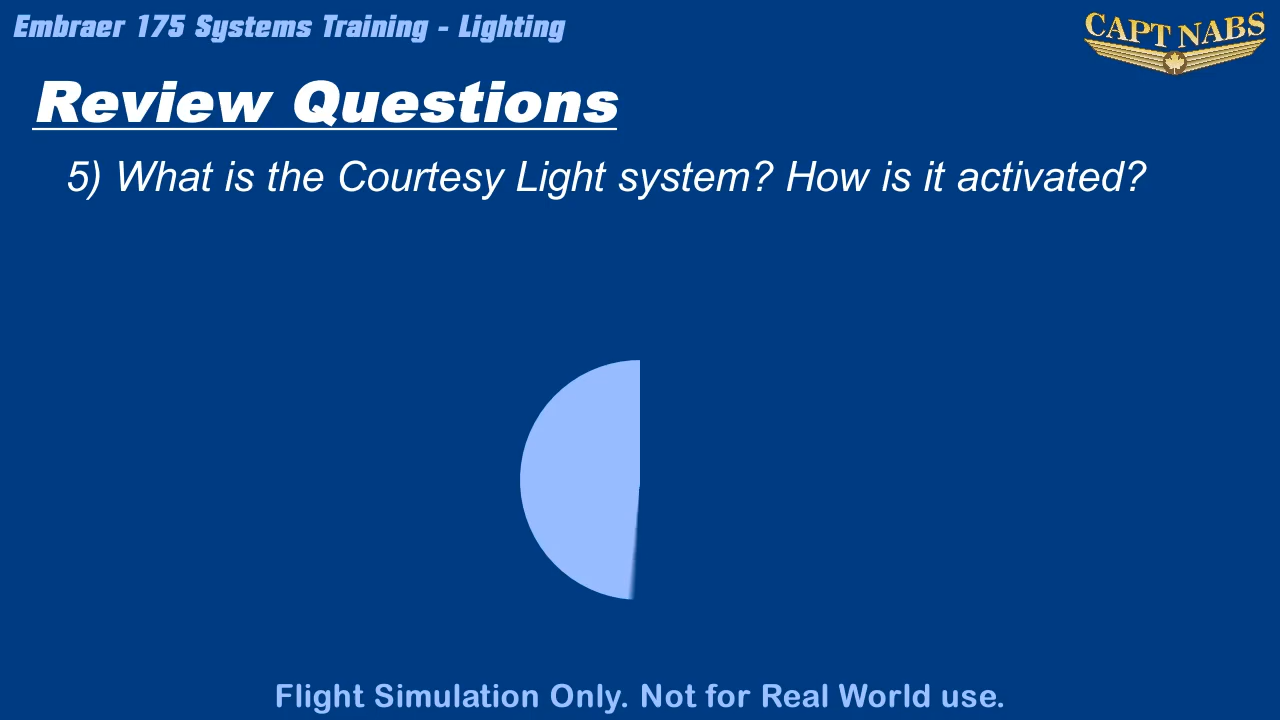 Embraer 175 Systems Training - Lighting
CAPT NABS
Review Questions
5) What is the Courtesy Light system? How is it activated?
Flight Simulation Only. Not for Real World use.